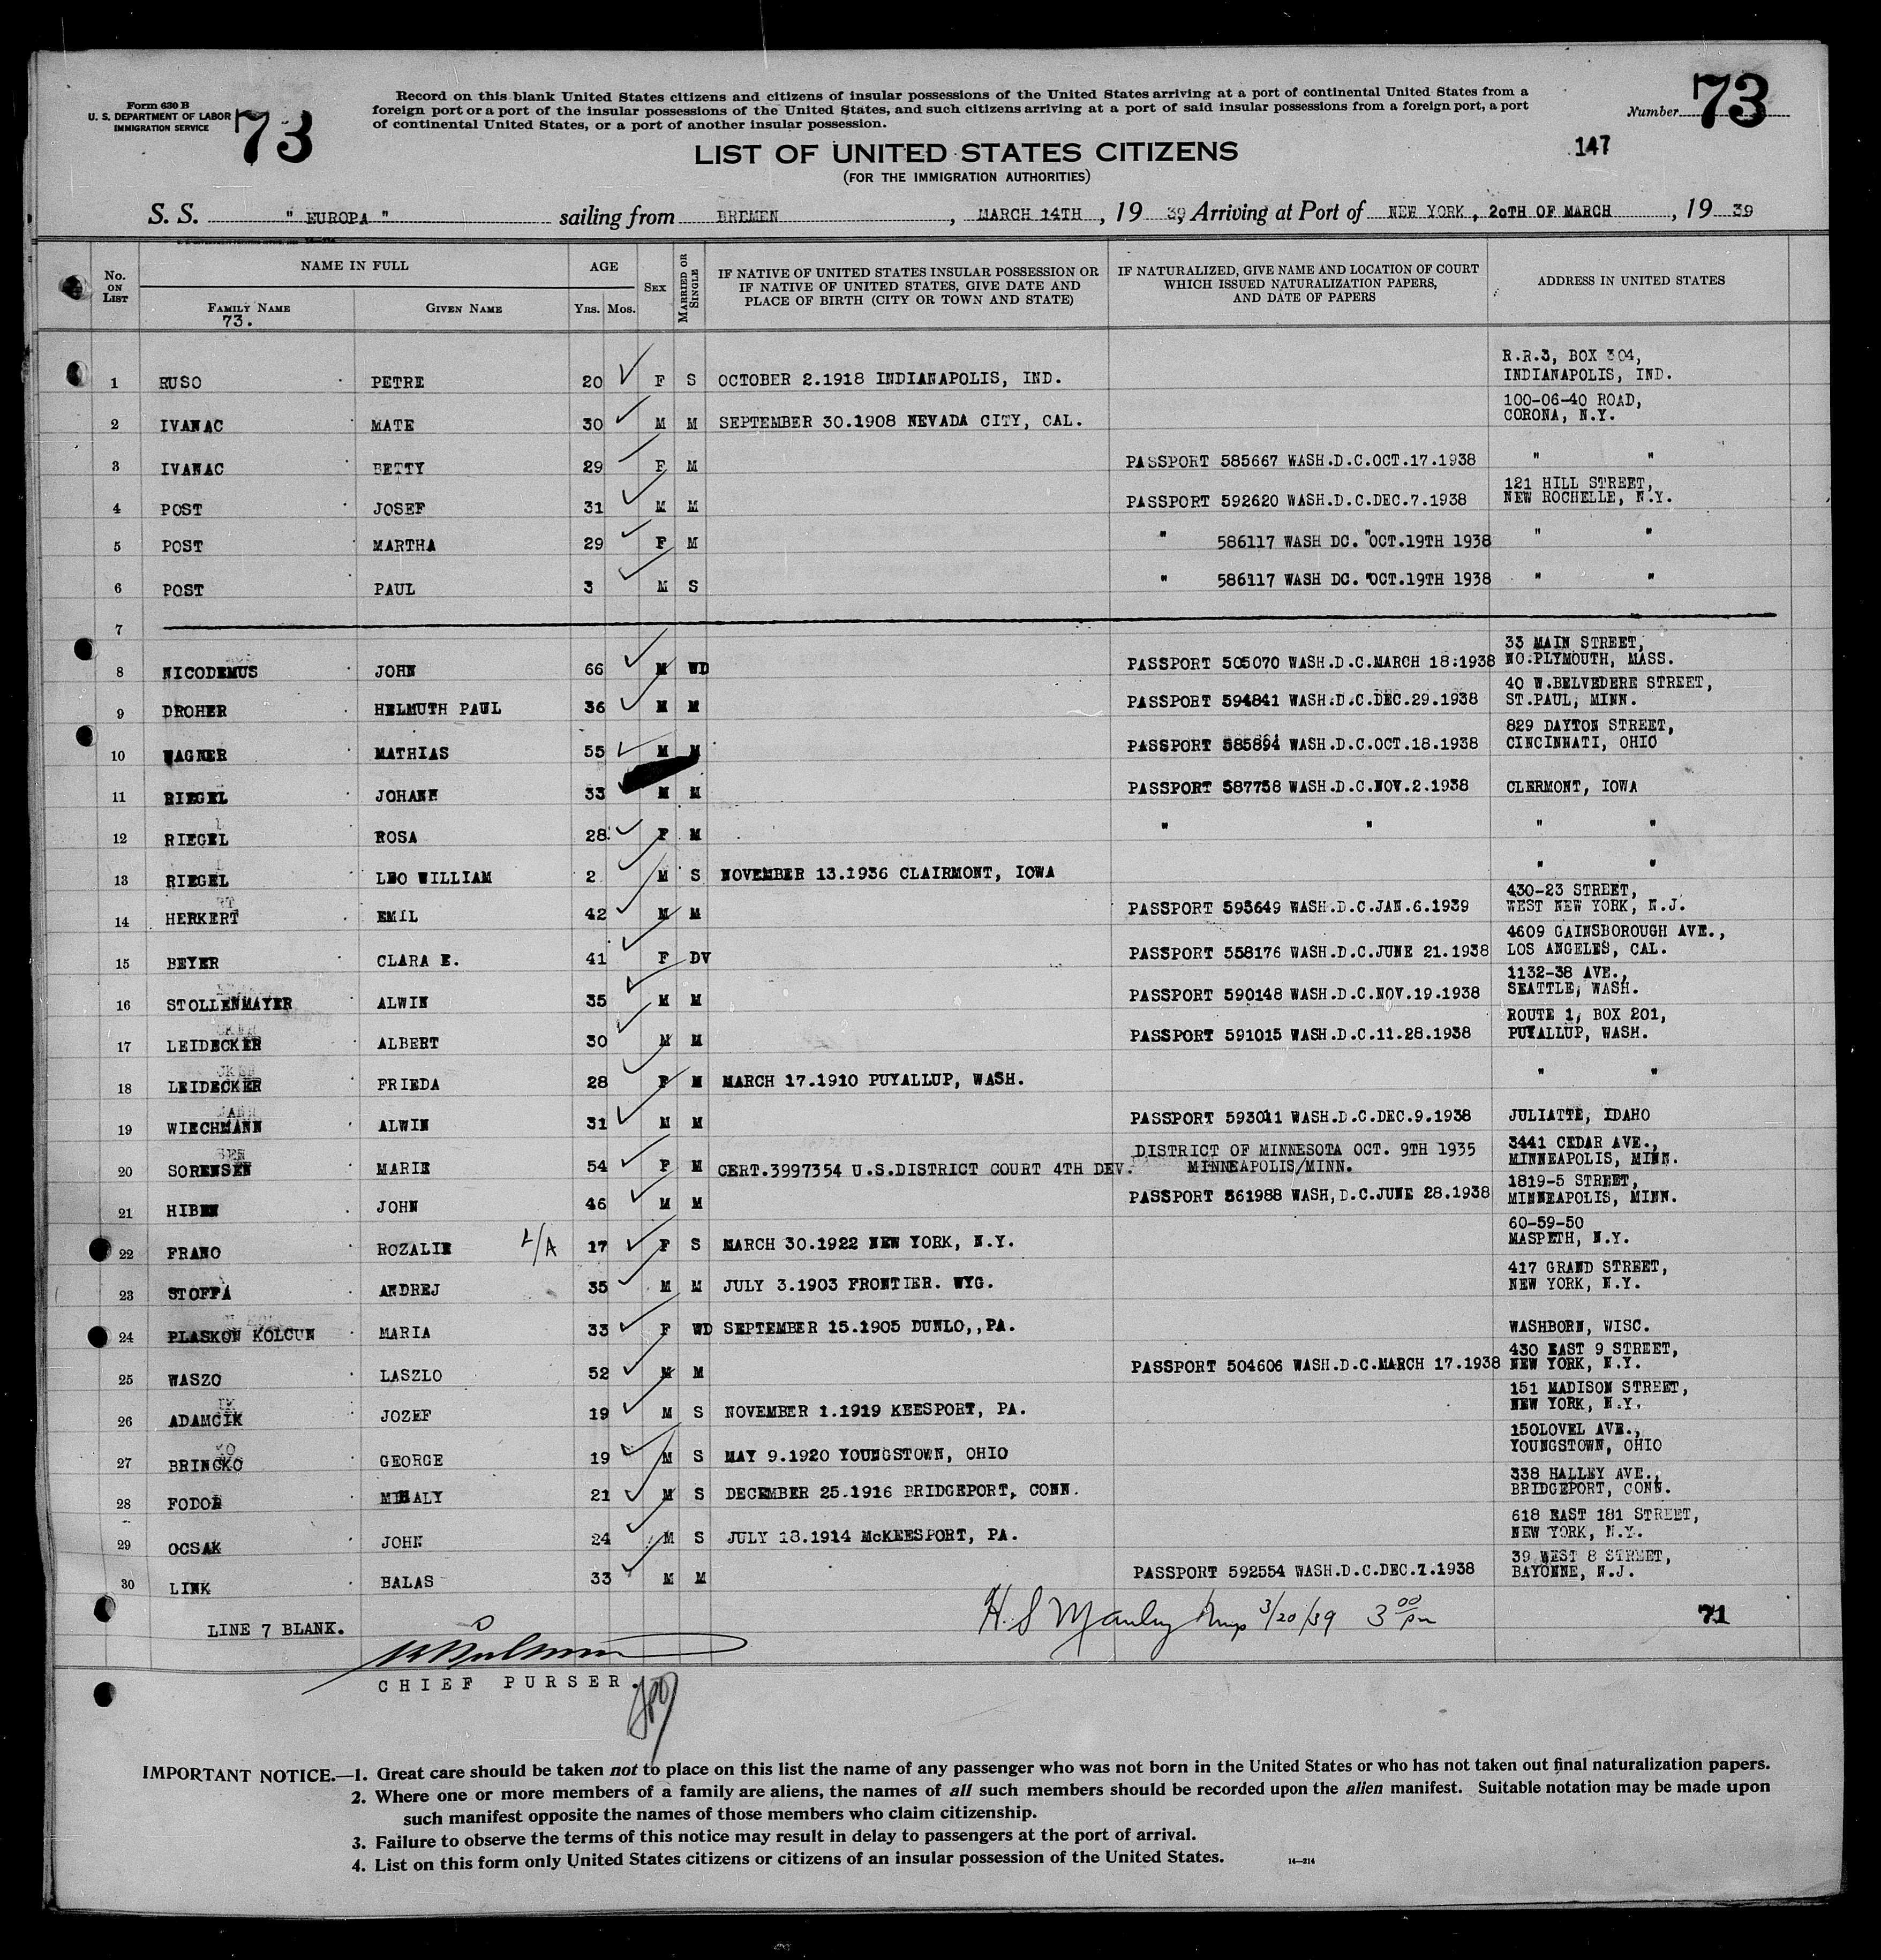 Form 630 B
U. S. DEPARTMENT OF LABOR
IMMIGRATION SERVICE
73
Record on this blank United States citizens and citizens of insular possessions of the United States arriving at a port of continental United States from a
foreign port or a port of the insular possessions of the United States, and such citizens arriving at a port of said insular possessions from a foreign port, a port
of continental United States, or a port of another insular possession.
Number 73
147
LIST OF UNITED STATES CITIZENS
(FOR THE IMMIGRATION AUTHORITIES)
S. S. " EUROPA " sailing from BREMEN, MARCH 14TH, 1939, Arriving at Port of NEW YORK, 20TH OF MARCH, 1939
No. ON LIST NAME IN FULL AGE SEX MARRIED OR SINGLE IF NATIVE OF UNITED STATES INSULAR POSSESSION OR IF NATIVE OF UNITED STATES, GIVE DATE AND PLACE OF BIRTH (CITY OR TOWN AND STATE) IF NATURALIZED, GIVE NAME AND LOCATION OF COURT WHICH ISSUED NATURALIZATION PAPERS, AND DATE OF PAPERS ADDRESS IN UNITED STATES
FAMILY NAME GIVEN NAME YRS. MOS.
73.
1 RUSO PETRE 20 F S OCTOBER 2.1918 INDIANAPOLIS, IND. R.R.3, BOX 304, INDIANAPOLIS, IND.
2 IVANAC MATE 30 M M SEPTEMBER 30.1908 NEVADA CITY, CAL. 100-06-40 ROAD, CORONA, N.Y.
3 IVANAC BETTY 29 F M PASSPORT 585667 WASH.D.C.OCT.17.1938 " "
4 POST JOSEF 31 M M PASSPORT 592620 WASH.D.C.DEC.7.1938 121 HILL STREET, NEW ROCHELLE, N.Y.
5 POST MARTHA 29 F M " 586117 WASH DC. "OCT.19TH 1938 " "
6 POST PAUL 3 M S " 586117 WASH DC. "OCT.19TH 1938 " "
7
8 NICODEMUS JOHN 66 M WD PASSPORT 505070 WASH.D.C.MARCH 18.1938 33 MAIN STREET, NO.PLYMOUTH, MASS.
9 DROHER HELMUTH PAUL 36 M M PASSPORT 594841 WASH.D.C.DEC.29.1938 40 W.BELVEDERE STREET, ST.PAUL, MINN.
10 WAGNER MATHIAS 55 M M PASSPORT 585894 WASH.D.C.OCT.18.1938 829 DAYTON STREET, CINCINNATI, OHIO
11 RIEGEL JOHANN 33 M M PASSPORT 587758 WASH.D.C.NOV.2.1938 CLERMONT, IOWA
12 RIEGEL ROSA 28 F M " " " "
13 RIEGEL LEO WILLIAM 2 M S NOVEMBER 13.1936 CLAIRMONT, IOWA " "
14 HERKERT EMIL 42 M M PASSPORT 593649 WASH.D.C.JAN.6.1939 430-23 STREET, WEST NEW YORK, N.J.
15 BEYER CLARA E. 41 F DV PASSPORT 558176 WASH.D.C.JUNE 21.1938 4609 GAINSBOROUGH AVE., LOS ANGELES, CAL.
16 STOLLENMAYER ALWIN 35 M M PASSPORT 590148 WASH.D.C.NOV.19.1938 1132-38 AVE., SEATTLE, WASH.
17 LEIDECKER ALBERT 30 M M PASSPORT 591015 WASH.D.C.11.28.1938 ROUTE 1, BOX 201, PUYALLUP, WASH.
18 LEIDECKER FRIEDA 28 F M MARCH 17.1910 PUYALLUP, WASH. " "
19 WIECHMANN ALWIN 31 M M PASSPORT 593041 WASH.D.C.DEC.9.1938 JULIATTE, IDAHO
20 SORENSEN MARIE 54 F M CERT.3997354 U.S.DISTRICT COURT 4TH DEV. DISTRICT OF MINNESOTA OCT. 9TH 1935 MINNEAPOLIS/MINN. 3441 CEDAR AVE., MINNEAPOLIS, MINN.
21 HIBEN JOHN 46 M M PASSPORT 561988 WASH,D.C.JUNE 28.1938 1819-5 STREET, MINNEAPOLIS, MINN.
22 FRANO ROZALIE 17 F S MARCH 30.1922 NEW YORK, N.Y. 60-59-50 MASPETH, N.Y.
23 STOFFA ANDREJ 35 M M JULY 3.1903 FRONTIER. WYG. 417 GRAND STREET, NEW YORK, N.Y.
24 PLASKON KOLCUN MARIA 33 F WD SEPTEMBER 15.1905 DUNLO,,PA. WASHBORN, WISC.
25 WASZO LASZLO 52 M M PASSPORT 504606 WASH.D.C.MARCH 17.1938 430 EAST 9 STREET, NEW YORK, N.Y.
26 ADAMCIK JOZEF 19 M S NOVEMBER 1.1919 KEESPORT, PA. 151 MADISON STREET, NEW YORK, N.Y.
27 BRINCKO GEORGE 19 M S MAY 9.1920 YOUNGSTOWN, OHIO 150LOVEL AVE., YOUNGSTOWN, OHIO
28 FODOR MIHALY 21 M S DECEMBER 25.1916 BRIDGEPORT, CONN. 338 HALLEY AVE., BRIDGEPORT, CONN.
29 OCSAK JOHN 24 M S JULY 18.1914 McKEESPORT, PA. 618 EAST 181 STREET, NEW YORK, N.Y.
30 LINK BALAS 33 M M PASSPORT 592554 WASH.D.C.DEC.7.1938 39 WEST 8 STREET, BAYONNE, N.J.
LINE 7 BLANK.
H. S Manley 3/20/39 3 00 pm
71
CHIEF PURSER.
IMPORTANT NOTICE.—1. Great care should be taken not to place on this list the name of any passenger who was not born in the United States or who has not taken out final naturalization papers.
2. Where one or more members of a family are aliens, the names of all such members should be recorded upon the alien manifest. Suitable notation may be made upon
such manifest opposite the names of those members who claim citizenship.
3. Failure to observe the terms of this notice may result in delay to passengers at the port of arrival.
4. List on this form only United States citizens or citizens of an insular possession of the United States.
14—214